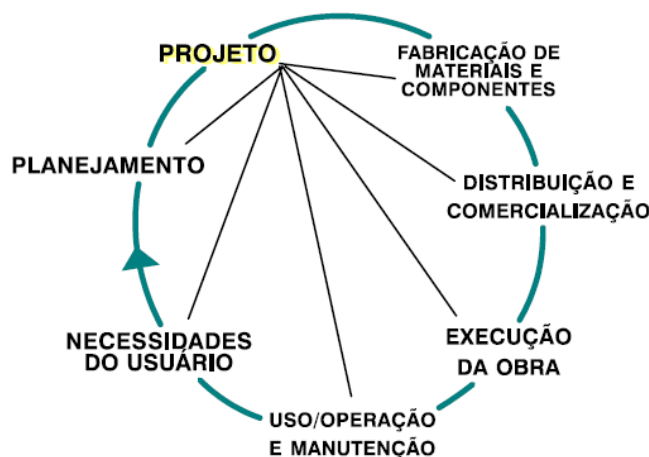 PROJETO
FABRICAÇÃO DE
MATERIAIS E
COMPONENTES
DISTRIBUIÇÃO E
COMERCIALIZAÇÃO
EXECUÇÃO
DA OBRA
USO/OPERAÇÃO
E MANUTENÇÃO
NECESSIDADES
DO USUÁRIO
PLANEJAMENTO